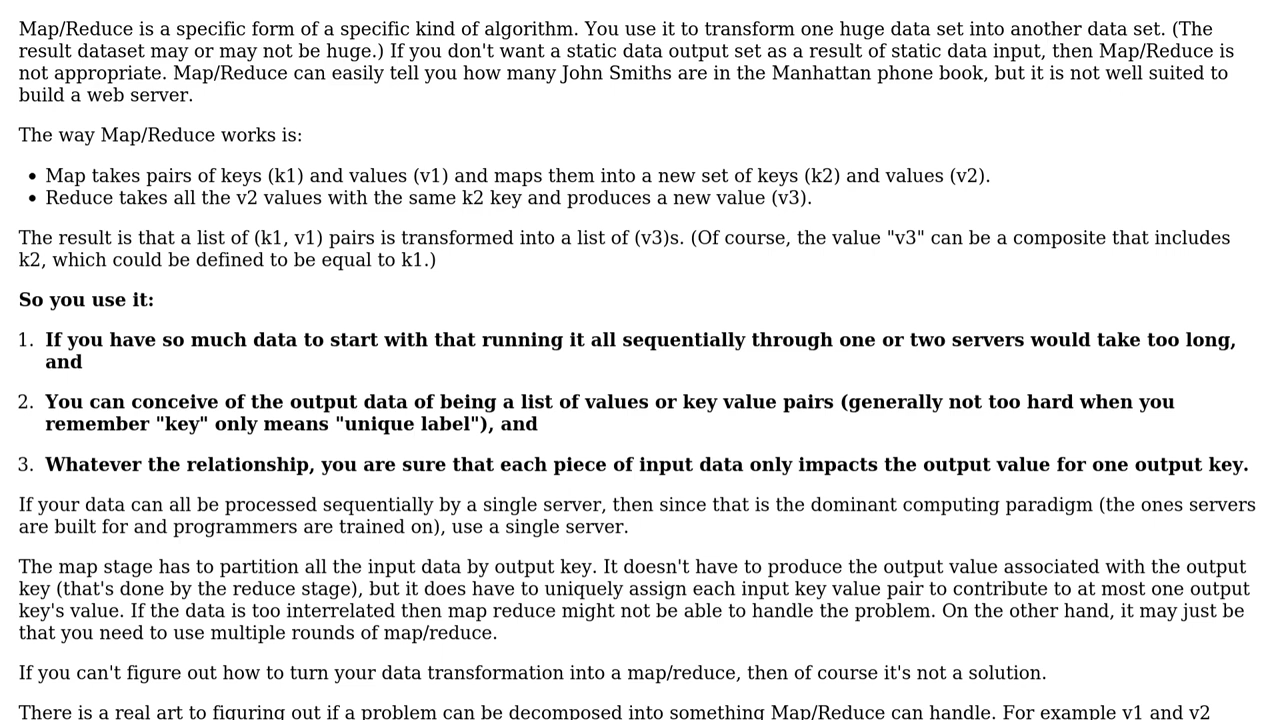 Map/Reduce is a specific form of a specific kind of algorithm. You use it to transform one huge data set into another data set. (The
result dataset may or may not be huge.) If you don't want a static data output set as a result of static data input, then Map/Reduce is
not appropriate. Map/Reduce can easily tell you how many John Smiths are in the Manhattan phone book, but it is not well suited to
build a web server.
The way Map/Reduce works is:
• Map takes pairs of keys (k1) and values (v1) and maps them into a new set of keys (k2) and values (v2).
• Reduce takes all the v2 values with the same k2 key and produces a new value (v3).
The result is that a list of (k1, v1) pairs is transformed into a list of (v3)s. (Of course, the value "v3" can be a composite that includes
k2, which could be defined to be equal to k1.)
So you use it:
1. If you have so much data to start with that running it all sequentially through one or two servers would take too long,
and
2. You can conceive of the output data of being a list of values or key value pairs (generally not too hard when you
remember "key" only means "unique label"), and
3. Whatever the relationship, you are sure that each piece of input data only impacts the output value for one output key.
If your data can all be processed sequentially by a single server, then since that is the dominant computing paradigm (the ones servers
are built for and programmers are trained on), use a single server.
The map stage has to partition all the input data by output key. It doesn't have to produce the output value associated with the output
key (that's done by the reduce stage), but it does have to uniquely assign each input key value pair to contribute to at most one output
key's value. If the data is too interrelated then map reduce might not be able to handle the problem. On the other hand, it may just be
that you need to use multiple rounds of map/reduce.
If you can't figure out how to turn your data transformation into a map/reduce, then of course it's not a solution.
There is a real art to figuring out if a problem can be decomposed into something Map/Reduce can handle. For example v1 and v2